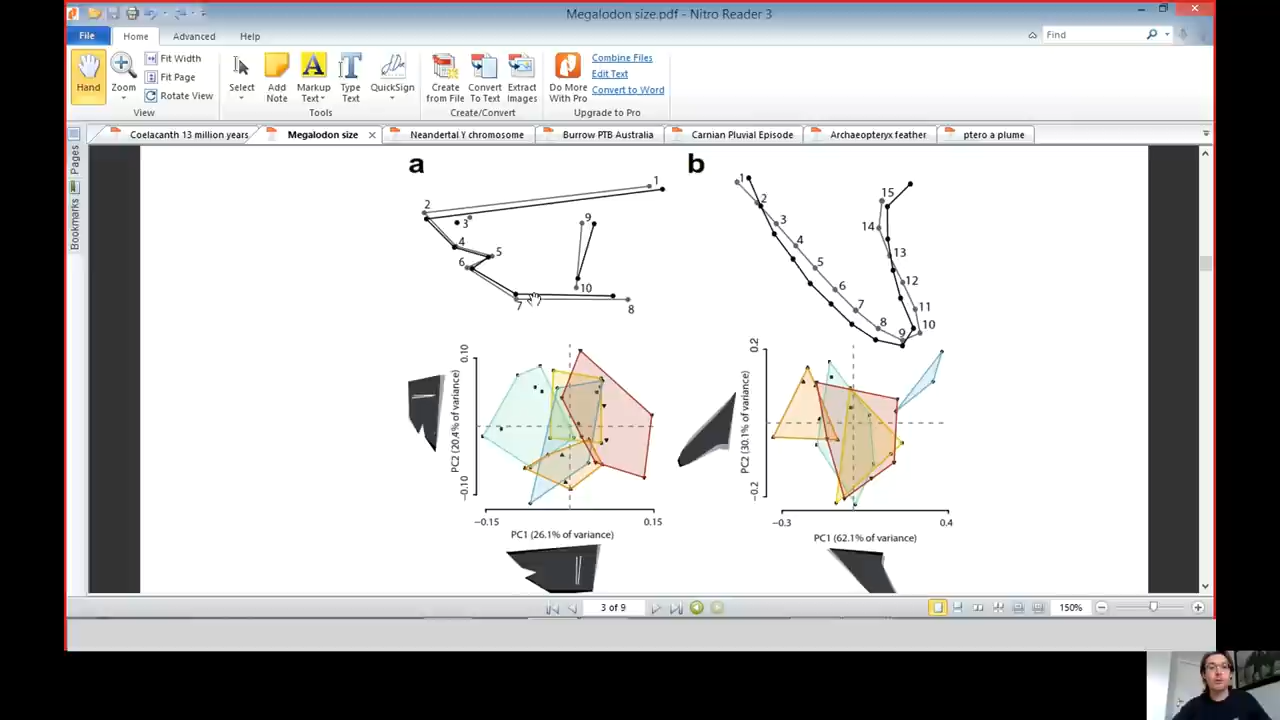 Megalodon size.pdf - Nitro Reader 3
File
Home
Advanced
Help
Find
Hand
Zoom
Fit Width
Fit Page
Rotate View
View
Select
Add Note
Markup Text
Type Text
QuickSign
Tools
Create from File
Convert To Text
Extract Images
Create/Convert
Do More With Pro
Combine Files
Edit Text
Convert to Word
Upgrade to Pro
Coelacanth 13 million years
Megalodon size
Neandertal Y chromosome
Burrow PTB Australia
Carnian Pluvial Episode
Archaeopteryx feather
ptero a plume
Pages
Bookmarks
a
1
2
3
4
5
6
7
8
9
10
b
1
2
3
4
5
6
7
8
9
10
11
12
13
14
15
0.10
−0.10
PC2 (20.4% of variance)
−0.15
0.15
PC1 (26.1% of variance)
0.2
−0.2
PC2 (30.1% of variance)
−0.3
0.4
PC1 (62.1% of variance)
3 of 9
150%